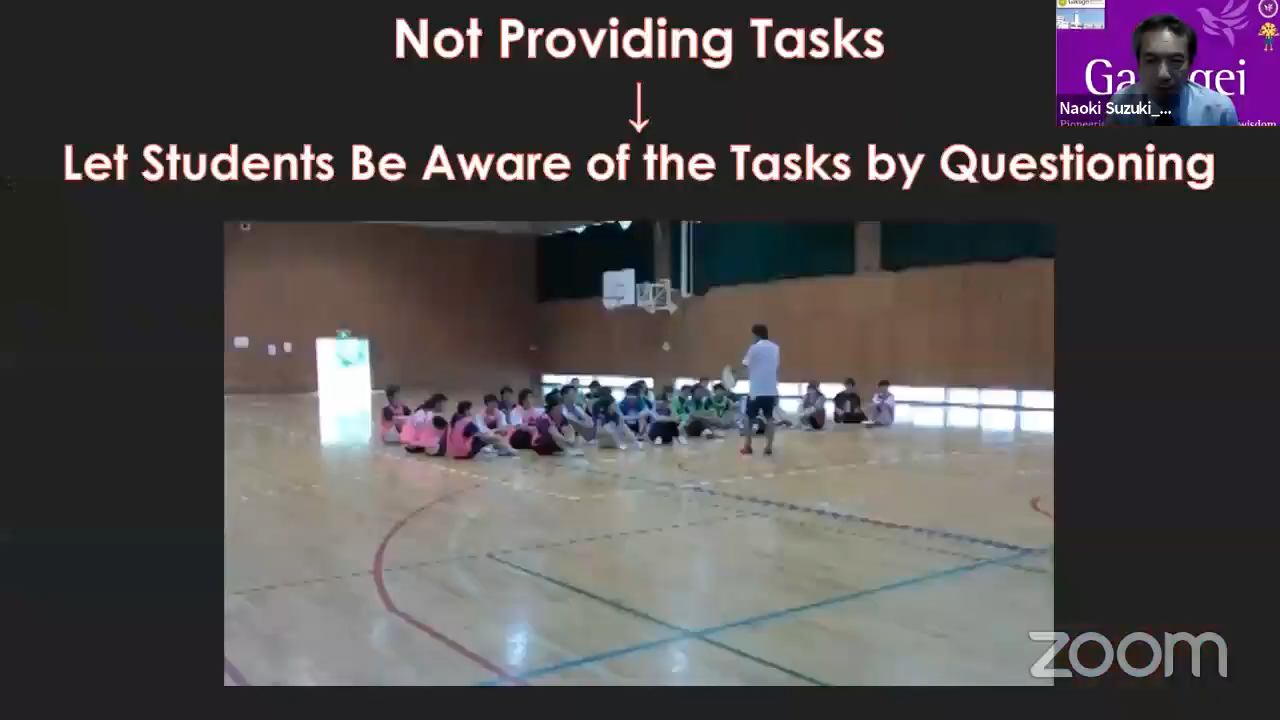 Not Providing Tasks
↓
Let Students Be Aware of the Tasks by Questioning
Naoki Suzuki_...
zoom